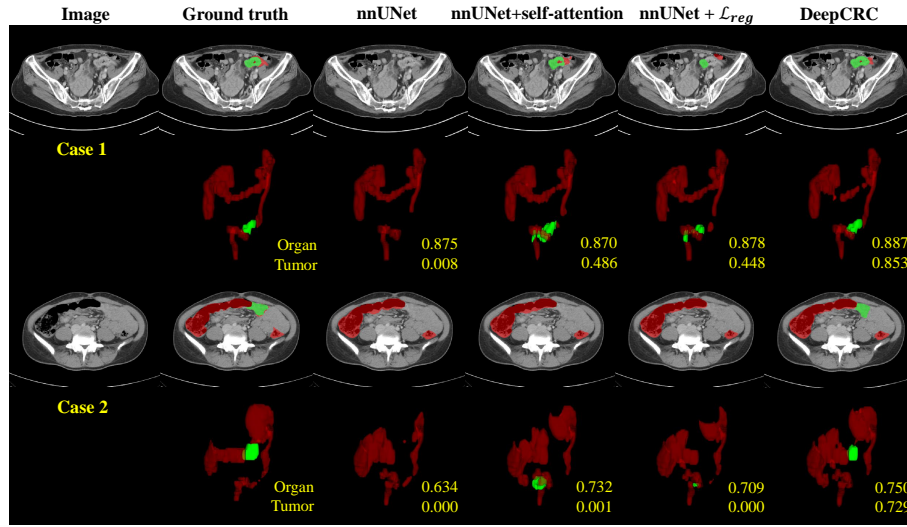 Image Ground truth nnUNet nnUNet+self-attention nnUNet + ℒreg DeepCRC
Case 1
Organ 0.875 0.870 0.878 0.887
Tumor 0.008 0.486 0.448 0.853
Case 2
Organ 0.634 0.732 0.709 0.750
Tumor 0.000 0.001 0.000 0.729